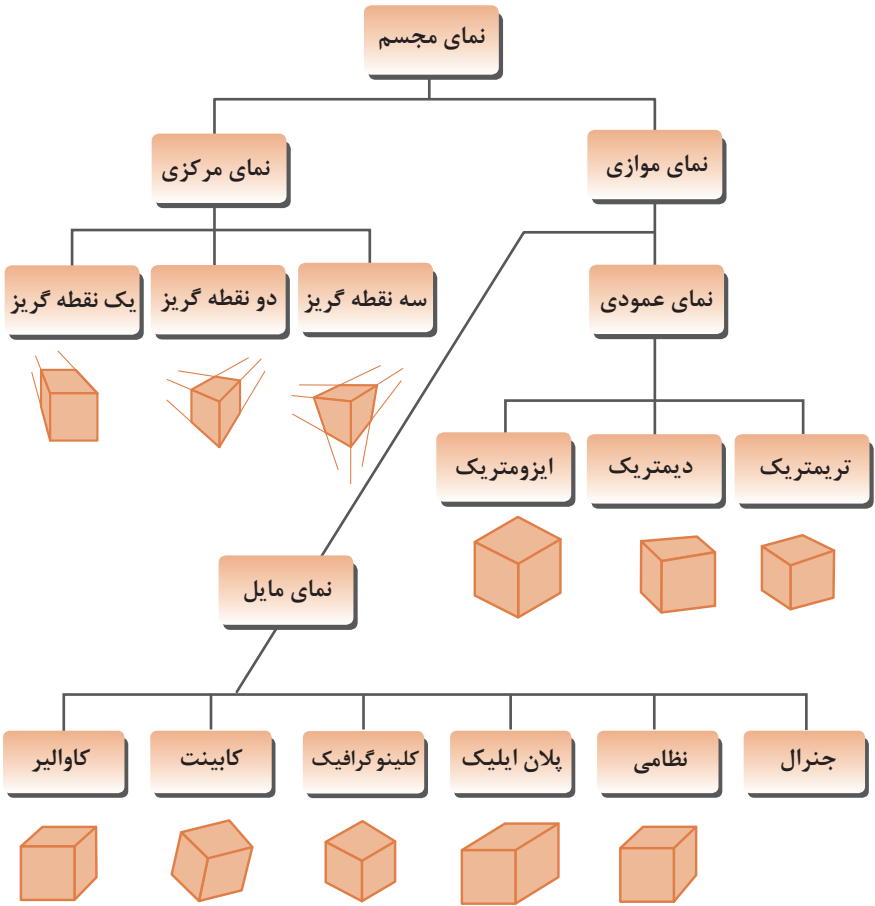 نمای مجسم
نمای موازی
نمای مرکزی
نمای عمودی
سه نقطه گریز
دو نقطه گریز
یک نقطه گریز
تریمتریک
دیمتریک
ایزومتریک
نمای مایل
جنرال
نظامی
پلان ایلیک
کلینوگرافیک
کابینت
کاوالیر